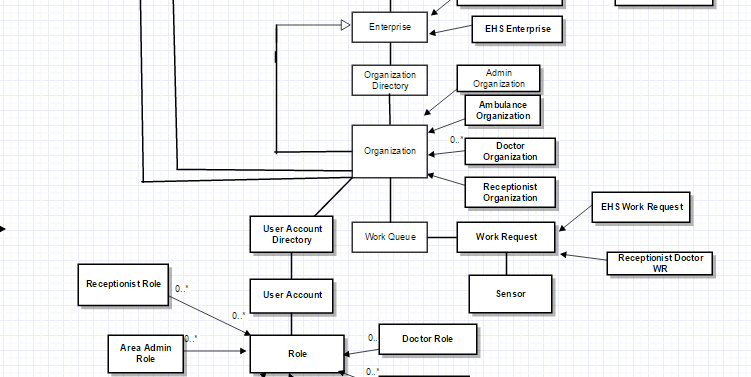 Enterprise
EHS Enterprise
Organization
Directory
Admin
Organization
Ambulance
Organization
0..*
Organization
Doctor
Organization
Receptionist
Organization
EHS Work Request
User Account
Directory
Work Queue
Work Request
Receptionist Doctor
WR
Receptionist Role
0..*
User Account
Sensor
0..*
Area Admin
Role
0..*
Role
0..
Doctor Role
0..*